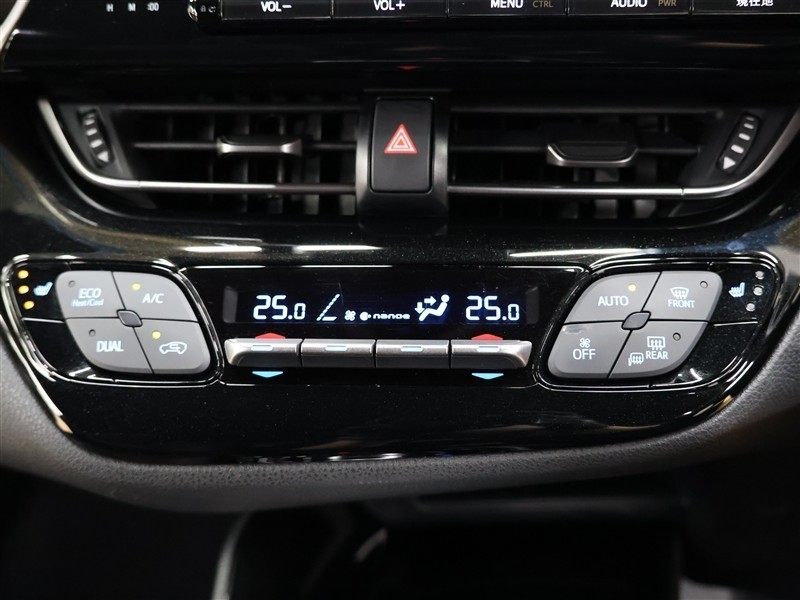 H M :00
VOL−
VOL+
MENU CTRL
AUDIO PWR
現在地
ECO
Heat/Cool
A/C
DUAL
25.0
nanoe
25.0
AUTO
FRONT
OFF
REAR